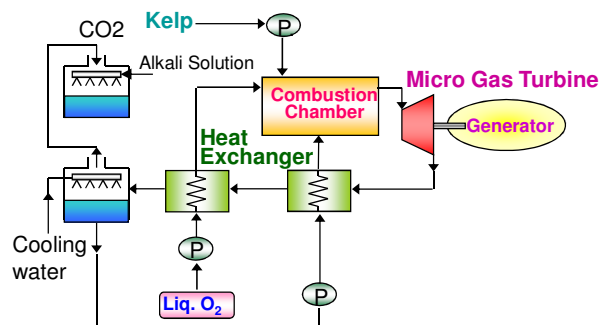 CO2
Kelp
P
Alkali Solution
Combustion
Chamber
Micro Gas Turbine
Generator
Heat
Exchanger
Cooling
water
P
Liq. O₂
P